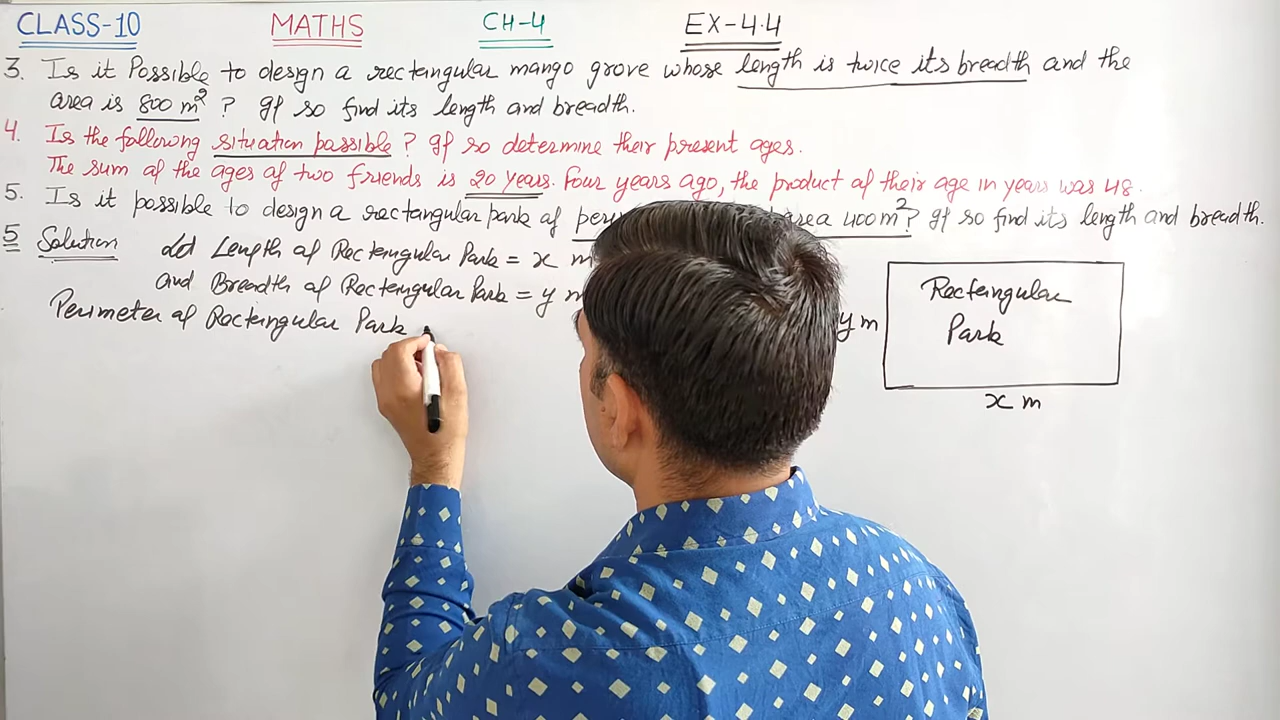 CLASS-10 MATHS CH-4 EX-4.4
3. Is it Possible to design a rectangular mango grove whose length is twice its breadth and the
area is 800 m² ? If so find its length and breadth.
4. Is the following situation possible ? If so determine their present ages.
The sum of the ages of two friends is 20 years. Four years ago, the product of their age in years was 48.
5. Is it possible to design a rectangular park of area 400m²? If so find its length and breadth.
5 Solution Let Length of Rectangular Park = x m
and Breadth of Rectangular Park = y m
Perimeter of Rectangular Park
Rectangular
Park
y m
x m